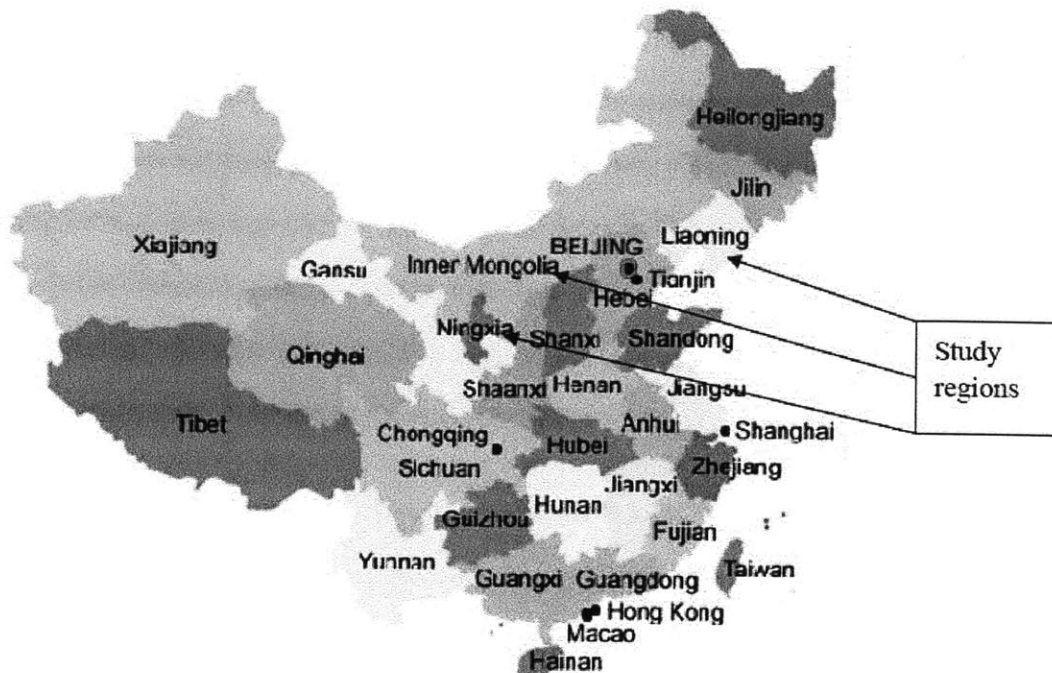 Heilongjiang
Jilin
Xiajiang
Liaoning
BEIJING
Gansu
Inner Mongolia
Tianjin
Hebei
Ningxia
Shanxi
Shandong
Study
regions
Qinghai
Shaanxi
Henan
Jiangsu
Tibet
Anhui
Chongqing
Shanghai
Hubei
Sichuan
Zhejiang
Jiangxi
Hunan
Guizhou
Fujian
Yunnan
Taiwan
Guangxi
Guangdong
Hong Kong
Macao
Hainan